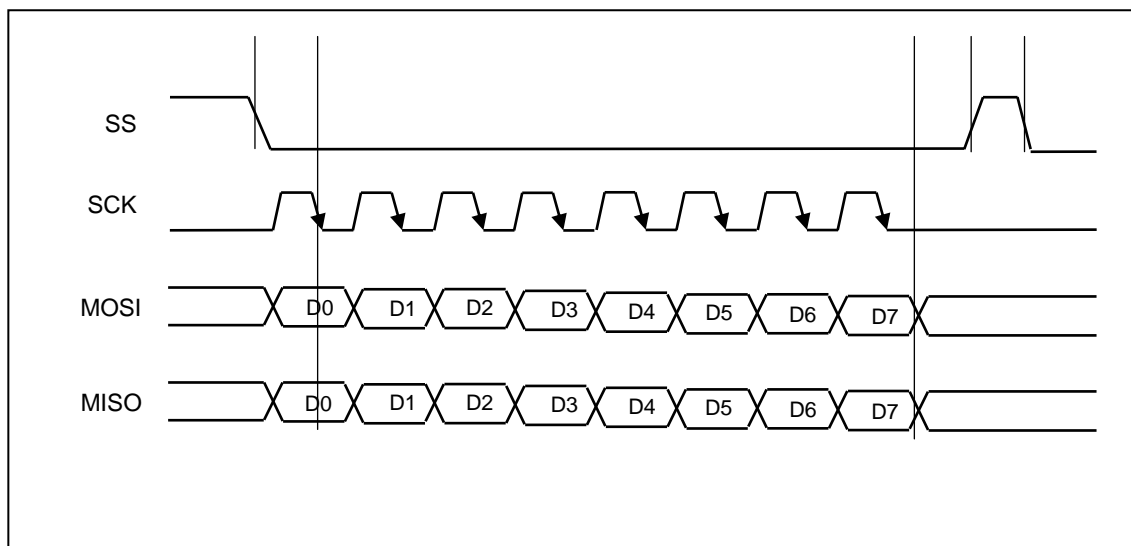 SS
SCK
MOSI D0 D1 D2 D3 D4 D5 D6 D7
MISO D0 D1 D2 D3 D4 D5 D6 D7